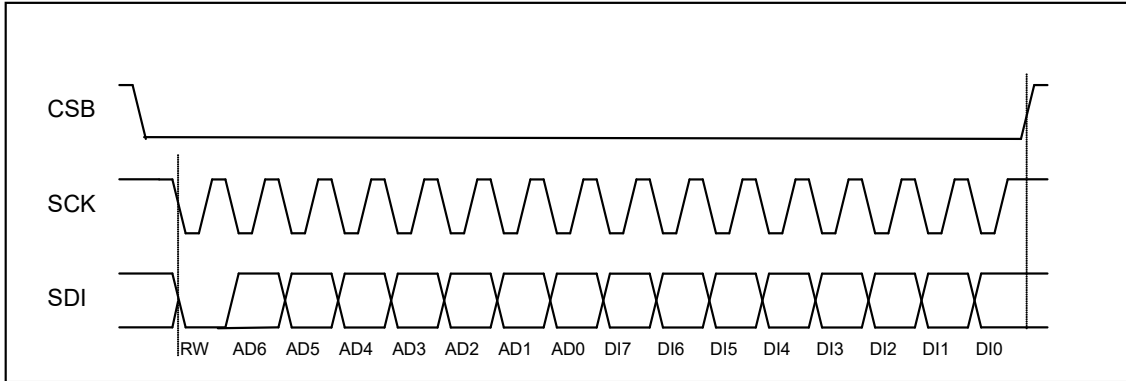 CSB
SCK
SDI
RW AD6 AD5 AD4 AD3 AD2 AD1 AD0 DI7 DI6 DI5 DI4 DI3 DI2 DI1 DI0